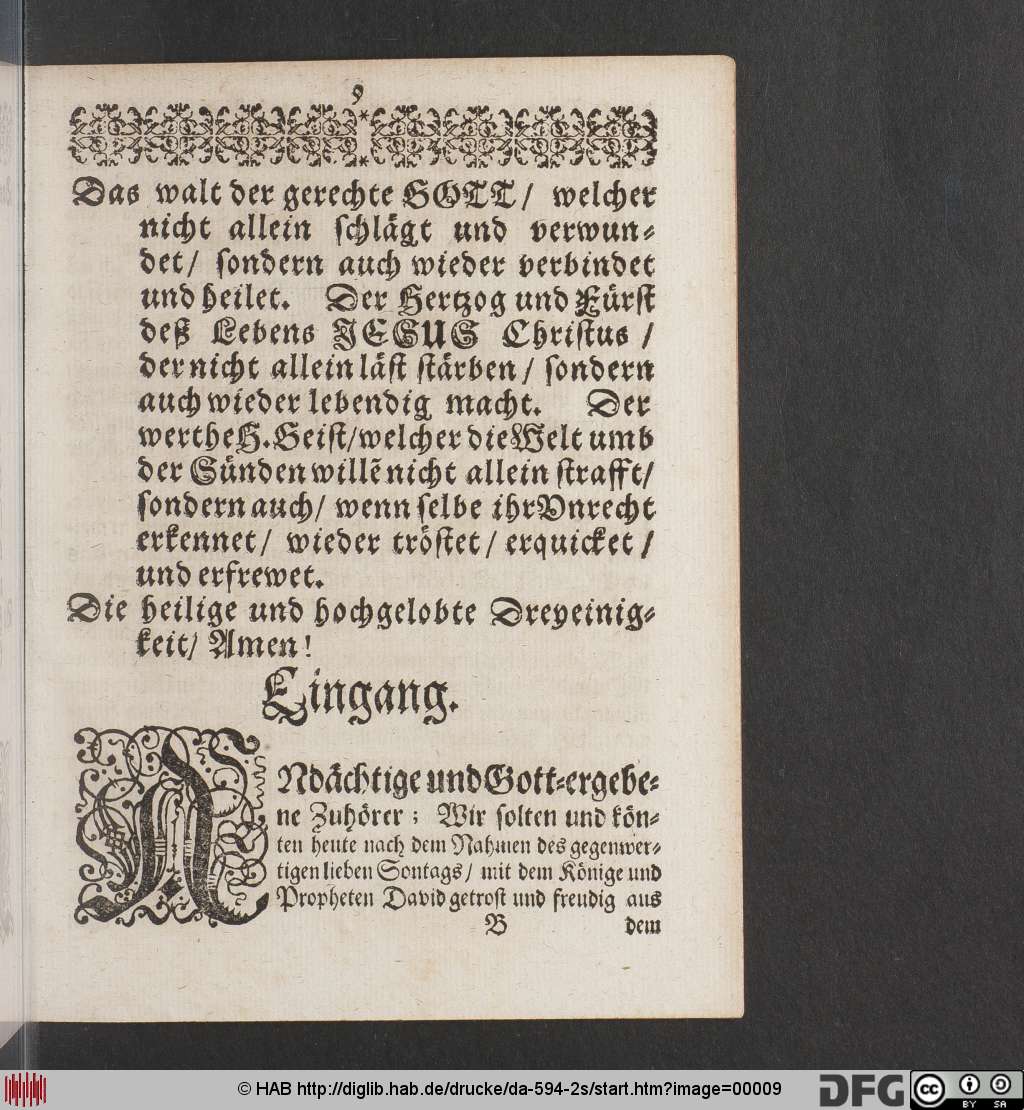 9
Das walt der gerechte GOTT / welcher
nicht allein schlägt und verwun-
det / sondern auch wieder verbindet
und heilet. Der Hertzog und Fürst
deß Lebens JESUS Christus /
der nicht allein läst stärben / sondern
auch wieder lebendig macht. Der
werthe H. Geist / welcher die Welt umb
der Sünden willẽ nicht allein strafft /
sondern auch / wenn selbe ihr Vnrecht
erkennet / wieder tröstet / erquicket /
und erfrewet.
Die heilige und hochgelobte Dreyeinig-
keit / Amen!
Eingang.
ANdächtige und Gott-ergebe-
ne Zuhörer; Wir solten und kön-
ten heute nach dem Nahmen des gegenwer-
tigen lieben Sontags / mit dem Könige und
Propheten David getrost und freudig aus
B dem
© HAB http://diglib.hab.de/drucke/da-594-2s/start.htm?image=00009
DFG
cc BY SA